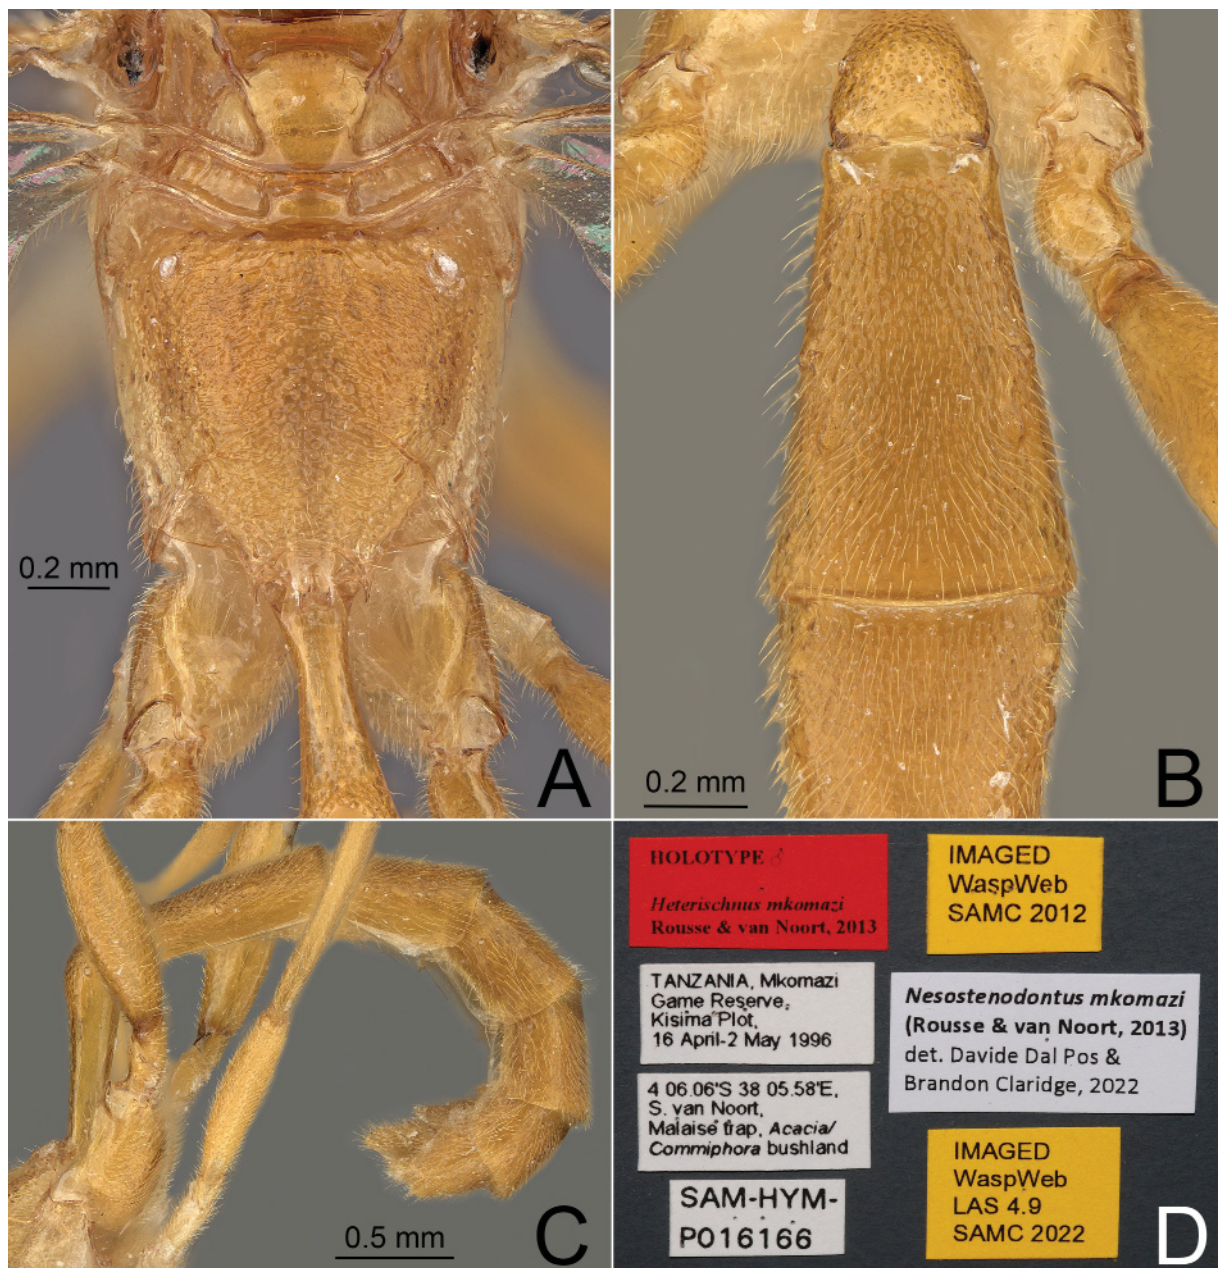 0.2 mm
A
0.2 mm
B
0.5 mm
C
HOLOTYPE ♂
Heterischnus mkomazi
Rousse & van Noort, 2013
TANZANIA, Mkomazi
Game Reserve,
Kisima Plot,
16 April-2 May 1996
4 06.06'S 38 05.58'E,
S. van Noort,
Malaise trap, Acacia/
Commiphora bushland
SAM-HYM-
P016166
IMAGED
WaspWeb
SAMC 2012
Nesostenodontus mkomazi
(Rousse & van Noort, 2013)
det. Davide Dal Pos &
Brandon Claridge, 2022
IMAGED
WaspWeb
LAS 4.9
SAMC 2022
D